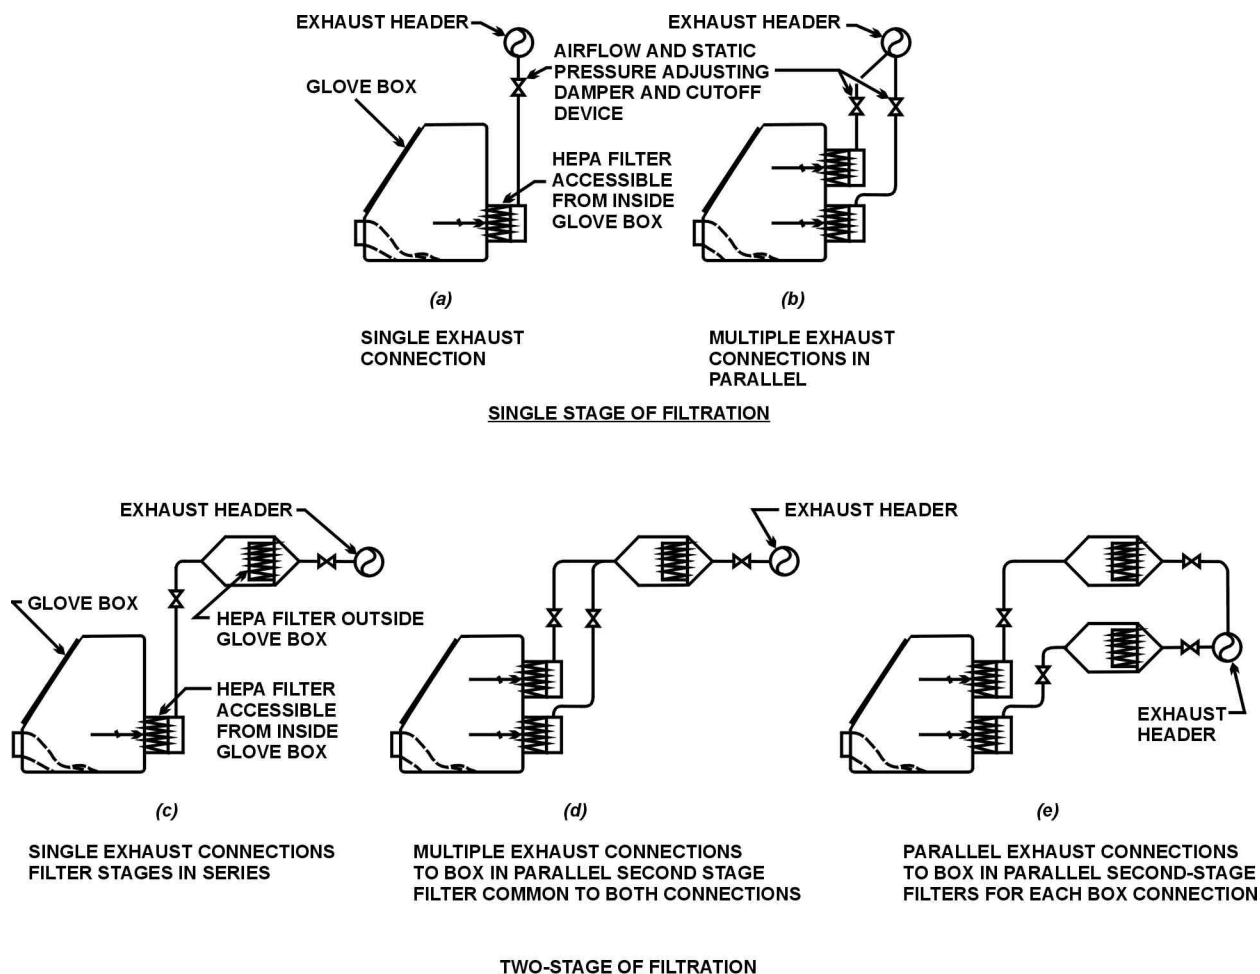 EXHAUST HEADER
EXHAUST HEADER
AIRFLOW AND STATIC
PRESSURE ADJUSTING
DAMPER AND CUTOFF
DEVICE
GLOVE BOX
HEPA FILTER
ACCESSIBLE
FROM INSIDE
GLOVE BOX
(a)
(b)
SINGLE EXHAUST
CONNECTION
MULTIPLE EXHAUST
CONNECTIONS IN
PARALLEL
SINGLE STAGE OF FILTRATION
EXHAUST HEADER
EXHAUST HEADER
GLOVE BOX
HEPA FILTER OUTSIDE
GLOVE BOX
HEPA FILTER
ACCESSIBLE
FROM INSIDE
GLOVE BOX
EXHAUST
HEADER
(c)
(d)
(e)
SINGLE EXHAUST CONNECTIONS
FILTER STAGES IN SERIES
MULTIPLE EXHAUST CONNECTIONS
TO BOX IN PARALLEL SECOND STAGE
FILTER COMMON TO BOTH CONNECTIONS
PARALLEL EXHAUST CONNECTIONS
TO BOX IN PARALLEL SECOND-STAGE
FILTERS FOR EACH BOX CONNECTION
TWO-STAGE OF FILTRATION